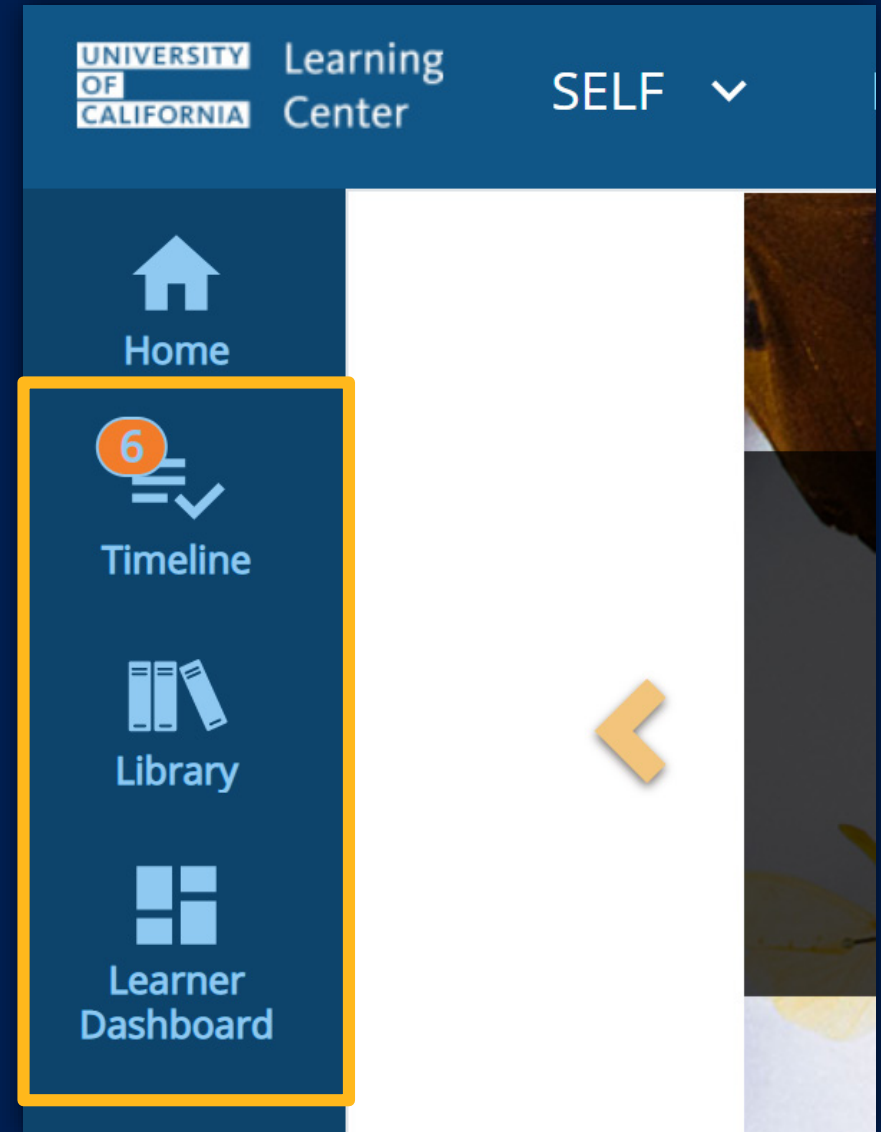 UNIVERSITY
OF
CALIFORNIA
Learning
Center
SELF
Home
6
Timeline
Library
Learner
Dashboard